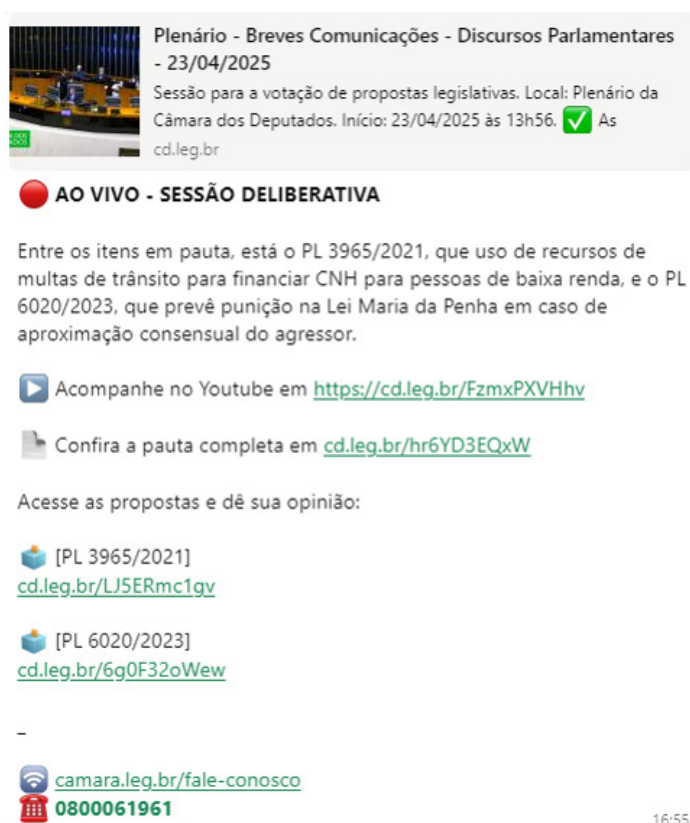 Plenário - Breves Comunicações - Discursos Parlamentares
- 23/04/2025
Sessão para a votação de propostas legislativas. Local: Plenário da
Câmara dos Deputados. Início: 23/04/2025 às 13h56. ✅ As
cd.leg.br
🔴 AO VIVO - SESSÃO DELIBERATIVA
Entre os itens em pauta, está o PL 3965/2021, que uso de recursos de
multas de trânsito para financiar CNH para pessoas de baixa renda, e o PL
6020/2023, que prevê punição na Lei Maria da Penha em caso de
aproximação consensual do agressor.
▶️ Acompanhe no Youtube em https://cd.leg.br/FzmxPXVHhv
📄 Confira a pauta completa em cd.leg.br/hr6YD3EQxW
Acesse as propostas e dê sua opinião:
🗳️ [PL 3965/2021]
cd.leg.br/LJ5ERmc1gv
🗳️ [PL 6020/2023]
cd.leg.br/6g0F32oWew
–
🛜 camara.leg.br/fale-conosco
☎️ 0800061961
16:55